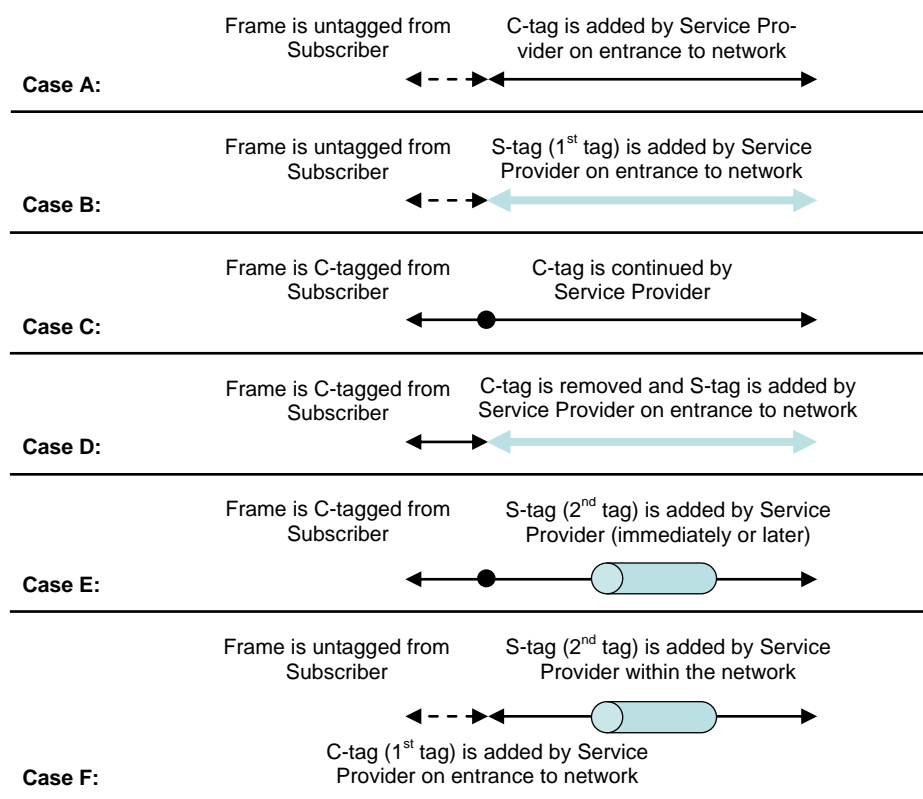 Frame is untagged from
Subscriber
C-tag is added by Service Pro-
vider on entrance to network
Case A:
Frame is untagged from
Subscriber
S-tag (1st tag) is added by Service
Provider on entrance to network
Case B:
Frame is C-tagged from
Subscriber
C-tag is continued by
Service Provider
Case C:
Frame is C-tagged from
Subscriber
C-tag is removed and S-tag is added by
Service Provider on entrance to network
Case D:
Frame is C-tagged from
Subscriber
S-tag (2nd tag) is added by Service
Provider (immediately or later)
Case E:
Frame is untagged from
Subscriber
S-tag (2nd tag) is added by Service
Provider within the network
C-tag (1st tag) is added by Service
Provider on entrance to network
Case F: